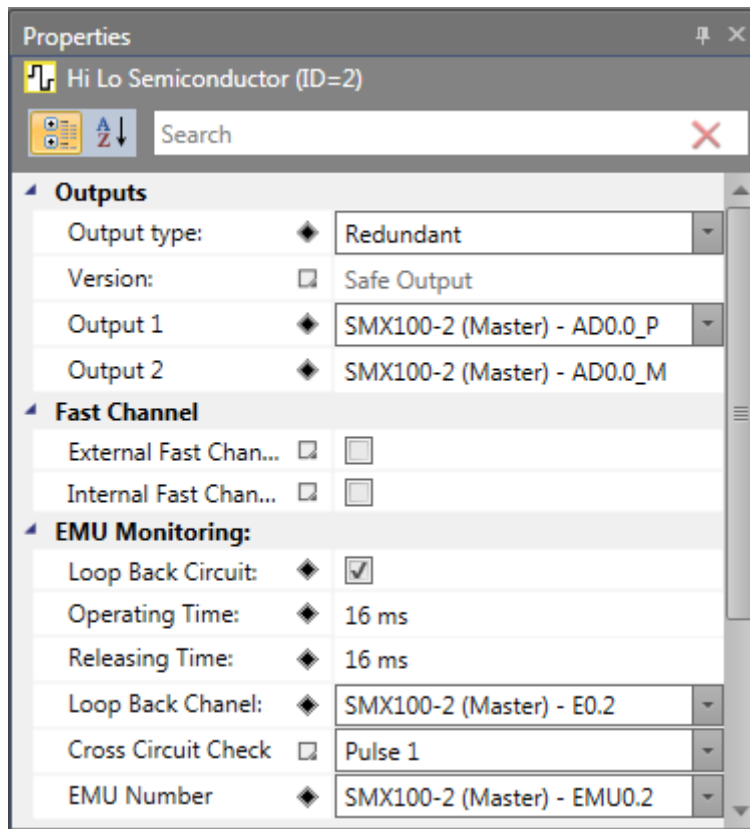 Properties
Hi Lo Semiconductor (ID=2)
A Z Search
Outputs
Output type: Redundant
Version: Safe Output
Output 1 SMX100-2 (Master) - AD0.0_P
Output 2 SMX100-2 (Master) - AD0.0_M
Fast Channel
External Fast Chan...
Internal Fast Chan...
EMU Monitoring:
Loop Back Circuit:
Operating Time: 16 ms
Releasing Time: 16 ms
Loop Back Chanel: SMX100-2 (Master) - E0.2
Cross Circuit Check Pulse 1
EMU Number SMX100-2 (Master) - EMU0.2